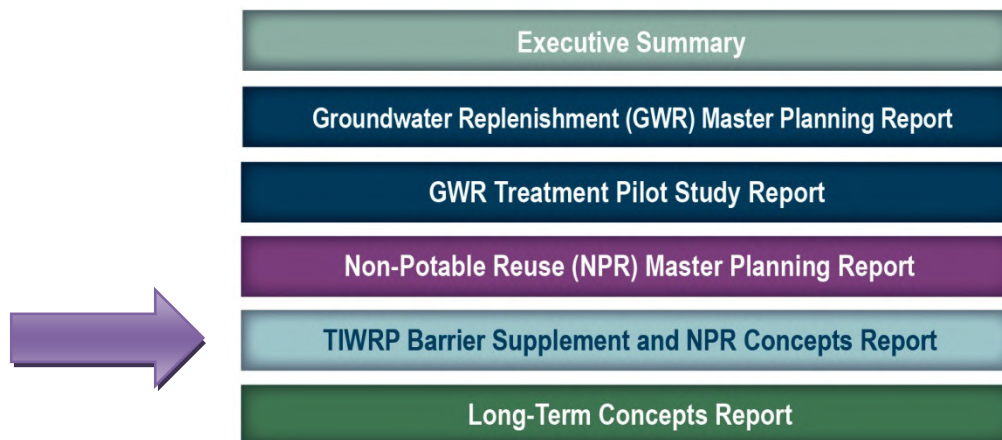 Executive Summary
Groundwater Replenishment (GWR) Master Planning Report
GWR Treatment Pilot Study Report
Non-Potable Reuse (NPR) Master Planning Report
TIWRP Barrier Supplement and NPR Concepts Report
Long-Term Concepts Report